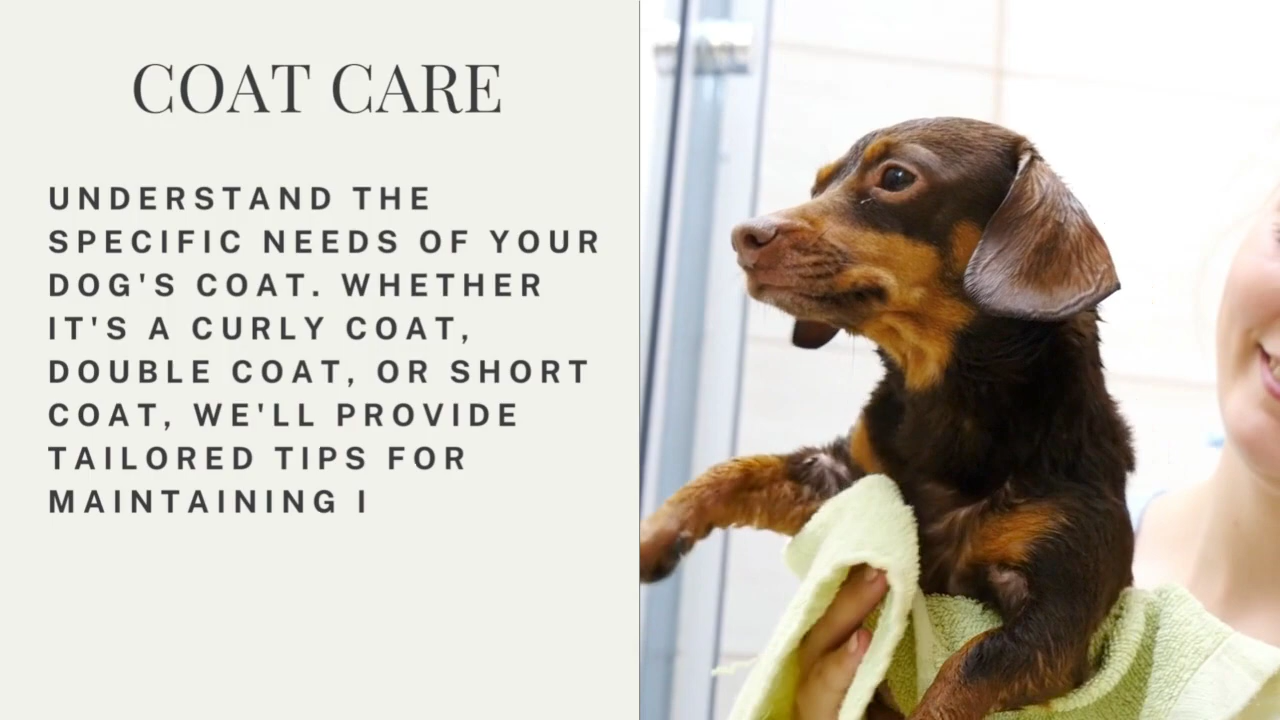 COAT CARE
UNDERSTAND THE
SPECIFIC NEEDS OF YOUR
DOG'S COAT. WHETHER
IT'S A CURLY COAT,
DOUBLE COAT, OR SHORT
COAT, WE'LL PROVIDE
TAILORED TIPS FOR
MAINTAINING I